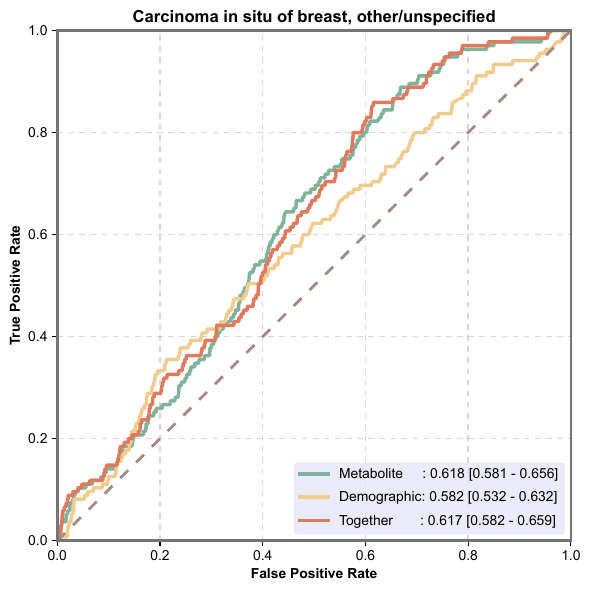 Carcinoma in situ of breast, other/unspecified
True Positive Rate
1.0
0.8
0.6
0.4
0.2
0.0
Metabolite : 0.618 [0.581 - 0.656]
Demographic: 0.582 [0.532 - 0.632]
Together : 0.617 [0.582 - 0.659]
0.0 0.2 0.4 0.6 0.8 1.0
False Positive Rate